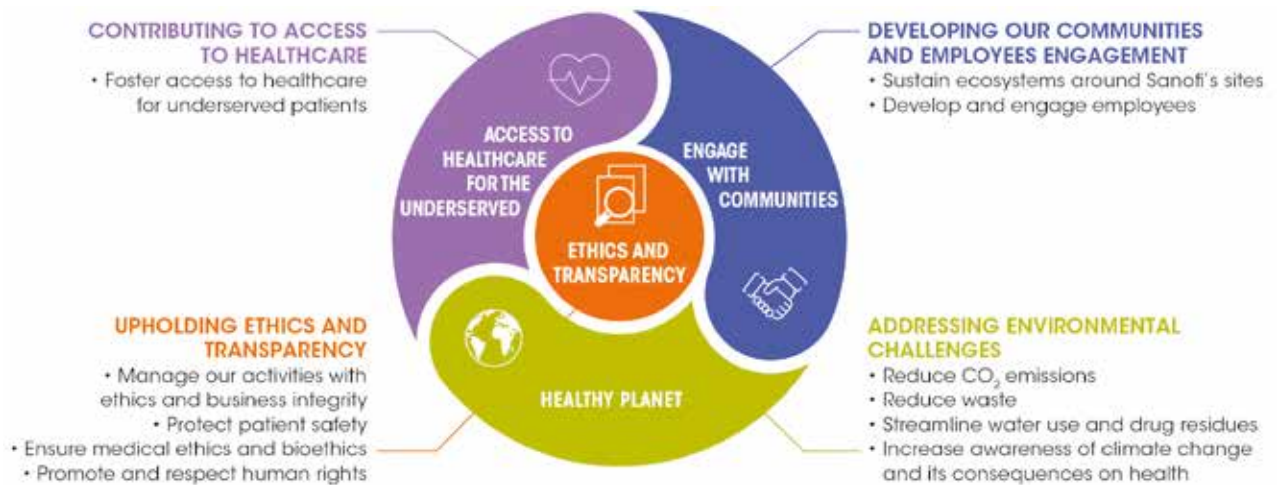 CONTRIBUTING TO ACCESS
TO HEALTHCARE
• Foster access to healthcare
for underserved patients
DEVELOPING OUR COMMUNITIES
AND EMPLOYEES ENGAGEMENT
• Sustain ecosystems around Sanofi's sites
• Develop and engage employees
ACCESS TO
HEALTHCARE
FOR THE
UNDERSERVED
ENGAGE
WITH
COMMUNITIES
ETHICS AND
TRANSPARENCY
HEALTHY PLANET
UPHOLDING ETHICS AND
TRANSPARENCY
• Manage our activities with
ethics and business integrity
• Protect patient safety
• Ensure medical ethics and bioethics
• Promote and respect human rights
ADDRESSING ENVIRONMENTAL
CHALLENGES
• Reduce CO₂ emissions
• Reduce waste
• Streamline water use and drug residues
• Increase awareness of climate change
and its consequences on health